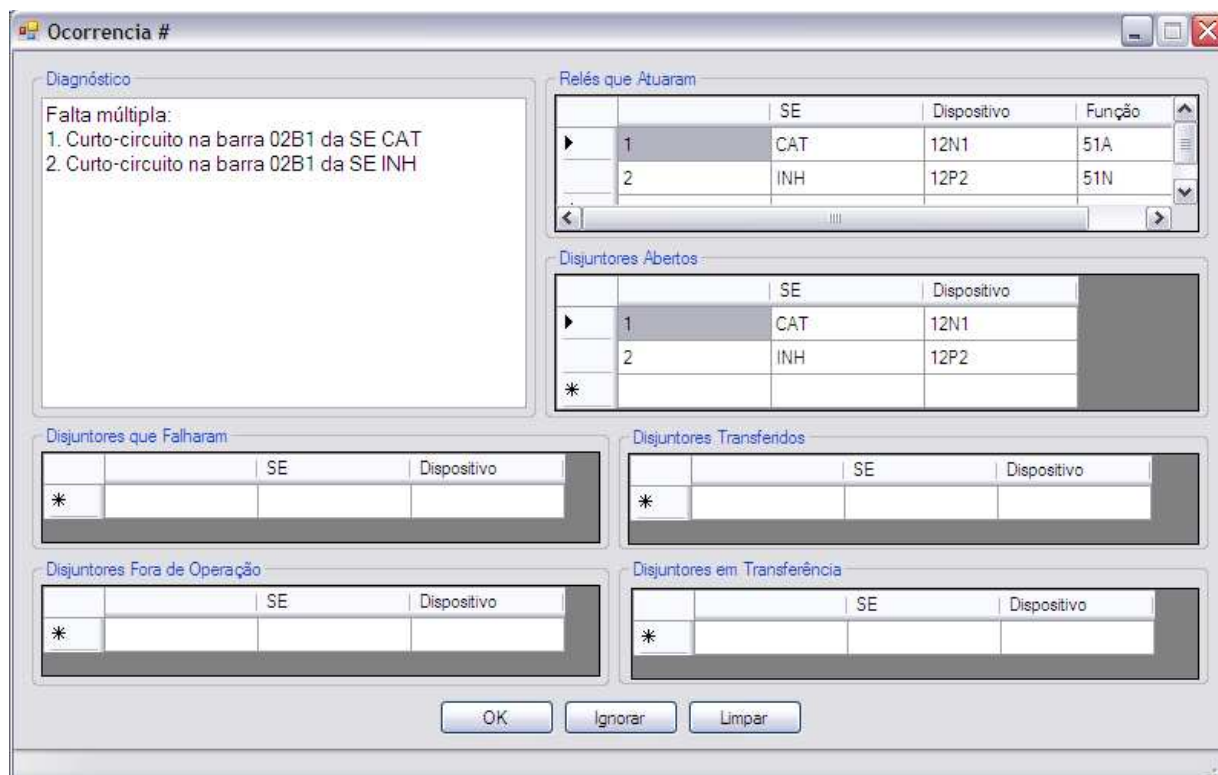 Ocorrencia #
Diagnóstico
Falta múltipla:
1. Curto-circuito na barra 02B1 da SE CAT
2. Curto-circuito na barra 02B1 da SE INH
Relés que Atuaram
SE Dispositivo Função
1 CAT 12N1 51A
2 INH 12P2 51N
Disjuntores Abertos
SE Dispositivo
1 CAT 12N1
2 INH 12P2
Disjuntores que Falharam
SE Dispositivo
Disjuntores Transferidos
SE Dispositivo
Disjuntores Fora de Operação
SE Dispositivo
Disjuntores em Transferência
SE Dispositivo
OK Ignorar Limpar